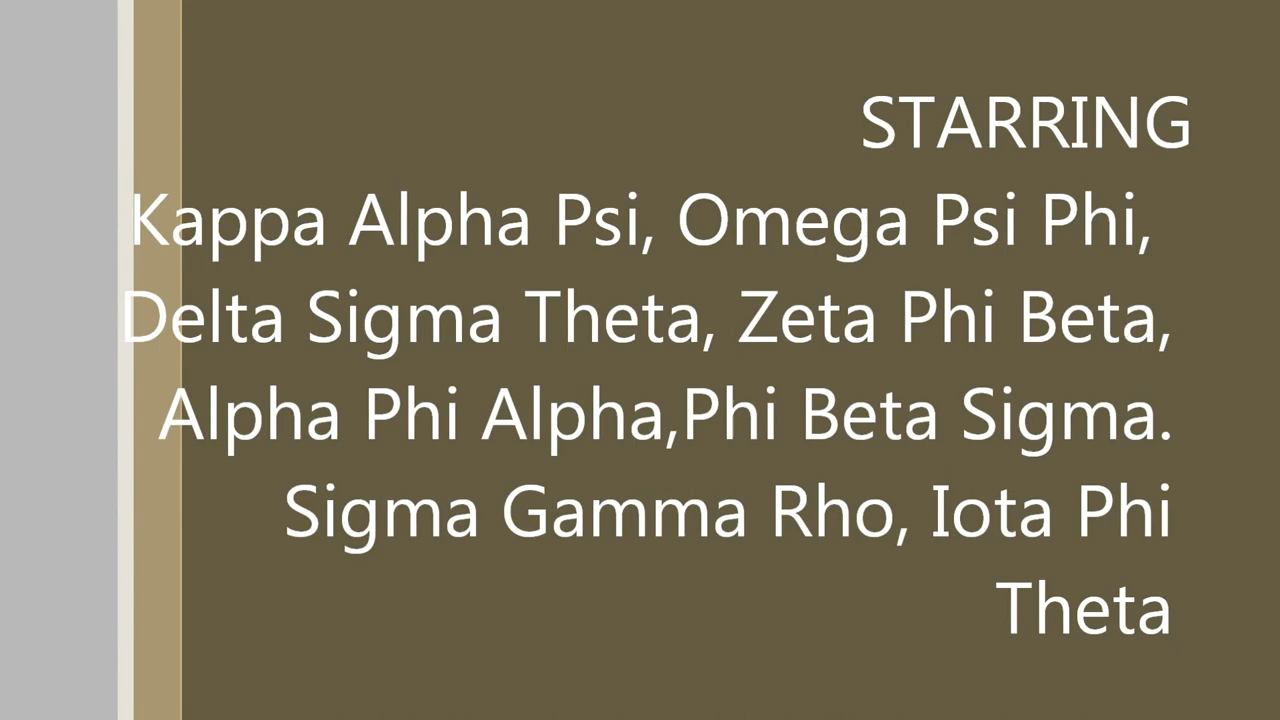 STARRING
Kappa Alpha Psi, Omega Psi Phi,
Delta Sigma Theta, Zeta Phi Beta,
Alpha Phi Alpha,Phi Beta Sigma.
Sigma Gamma Rho, Iota Phi
Theta